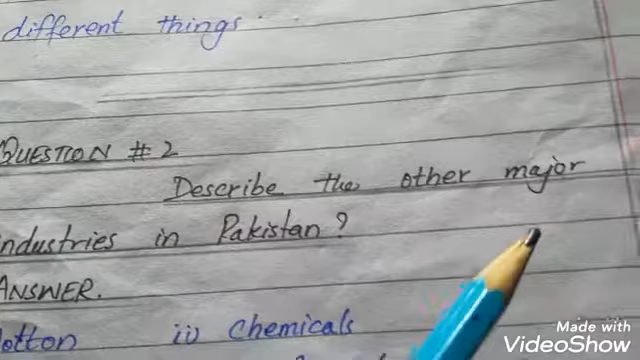 different things.
QUESTION # 2
Describe the other major
industries in Pakistan?
ANSWER.
Cotton ii) Chemicals
Made with
VideoShow